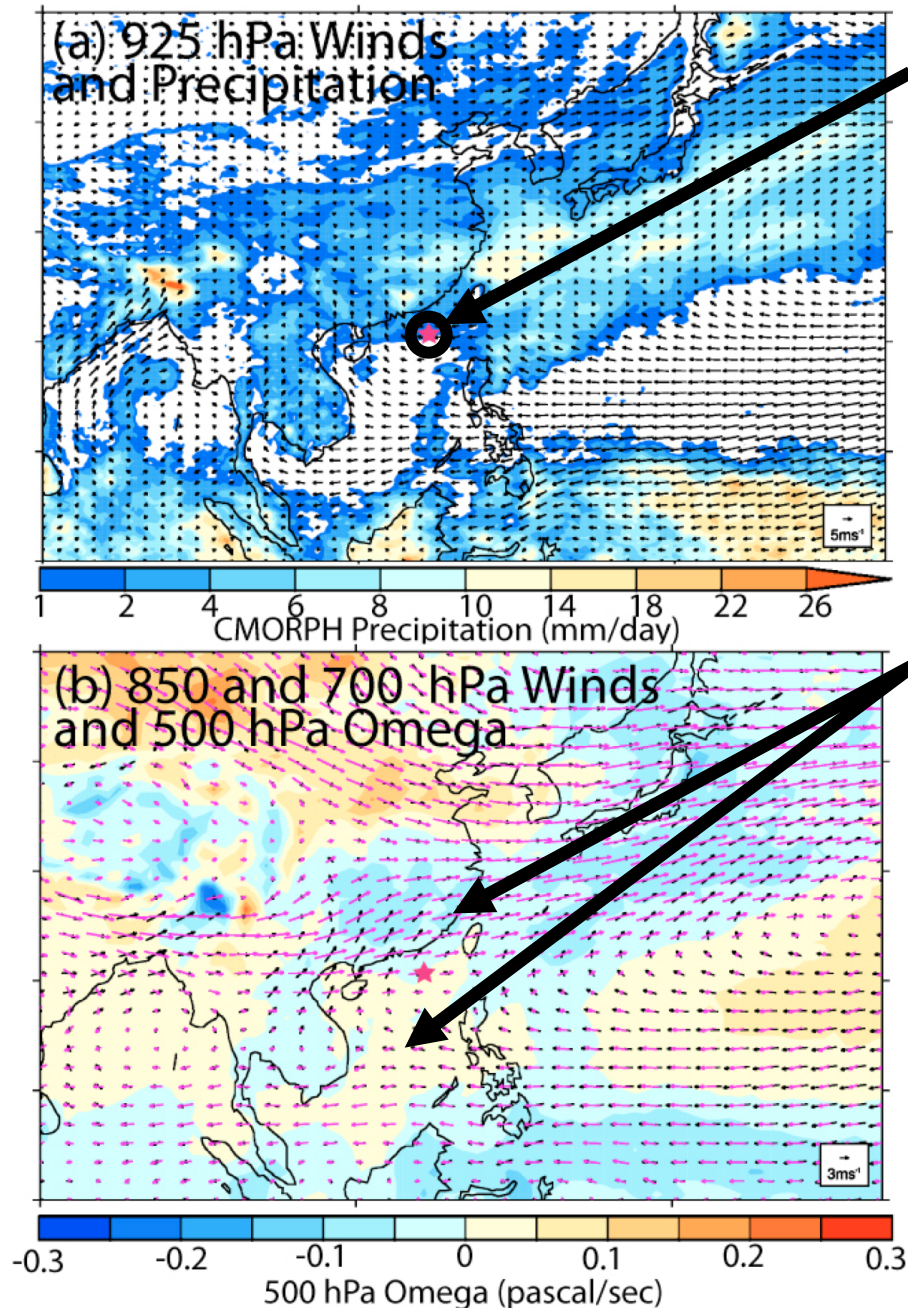 (a) 925 hPa Winds
and Precipitation
5ms⁻¹
1 2 4 6 8 10 14 18 22 26
CMORPH Precipitation (mm/day)
(b) 850 and 700 hPa Winds
and 500 hPa Omega
3ms⁻¹
-0.3 -0.2 -0.1 0 0.1 0.2 0.3
500 hPa Omega (pascal/sec)